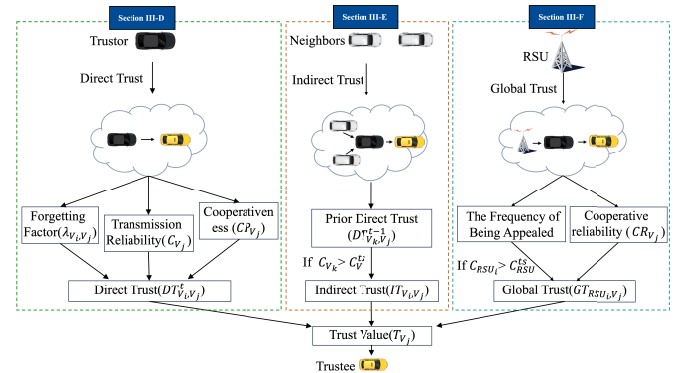 Section III-D
Trustor
Direct Trust
Forgetting
Factor(λ_{V_i,V_j})
Transmission
Reliability(C_{V_j})
Cooperativen
ess (CP_{V_j})
Direct Trust(DT^t_{V_i,V_j})
Section III-E
Neighbors
Indirect Trust
Prior Direct Trust
(DT^{t-1}_{V_k,V_j})
If C_{V_k} > C_V^{ti}
Indirect Trust(IT_{V_i,V_j})
Section III-F
RSU
Global Trust
The Frequency of
Being Appealed
Cooperative
reliability (CR_{V_j})
If C_{RSU_i} > C_{RSU}^{ts}
Global Trust(GT_{RSU_i,V_j})
Trust Value(T_{V_j})
Trustee